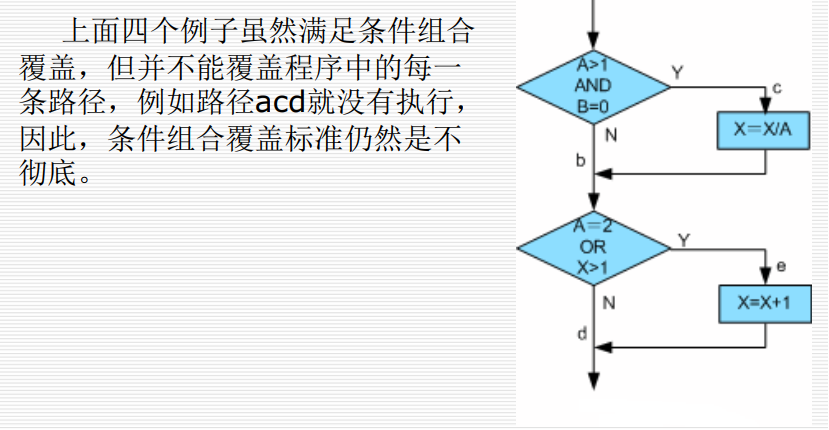 上面四个例子虽然满足条件组合
覆盖，但并不能覆盖程序中的每一
条路径，例如路径acd就没有执行，
因此，条件组合覆盖标准仍然是不
彻底。
A>1
AND
B=0
Y
c
X=X/A
N
b
A=2
OR
X>1
Y
e
X=X+1
N
d